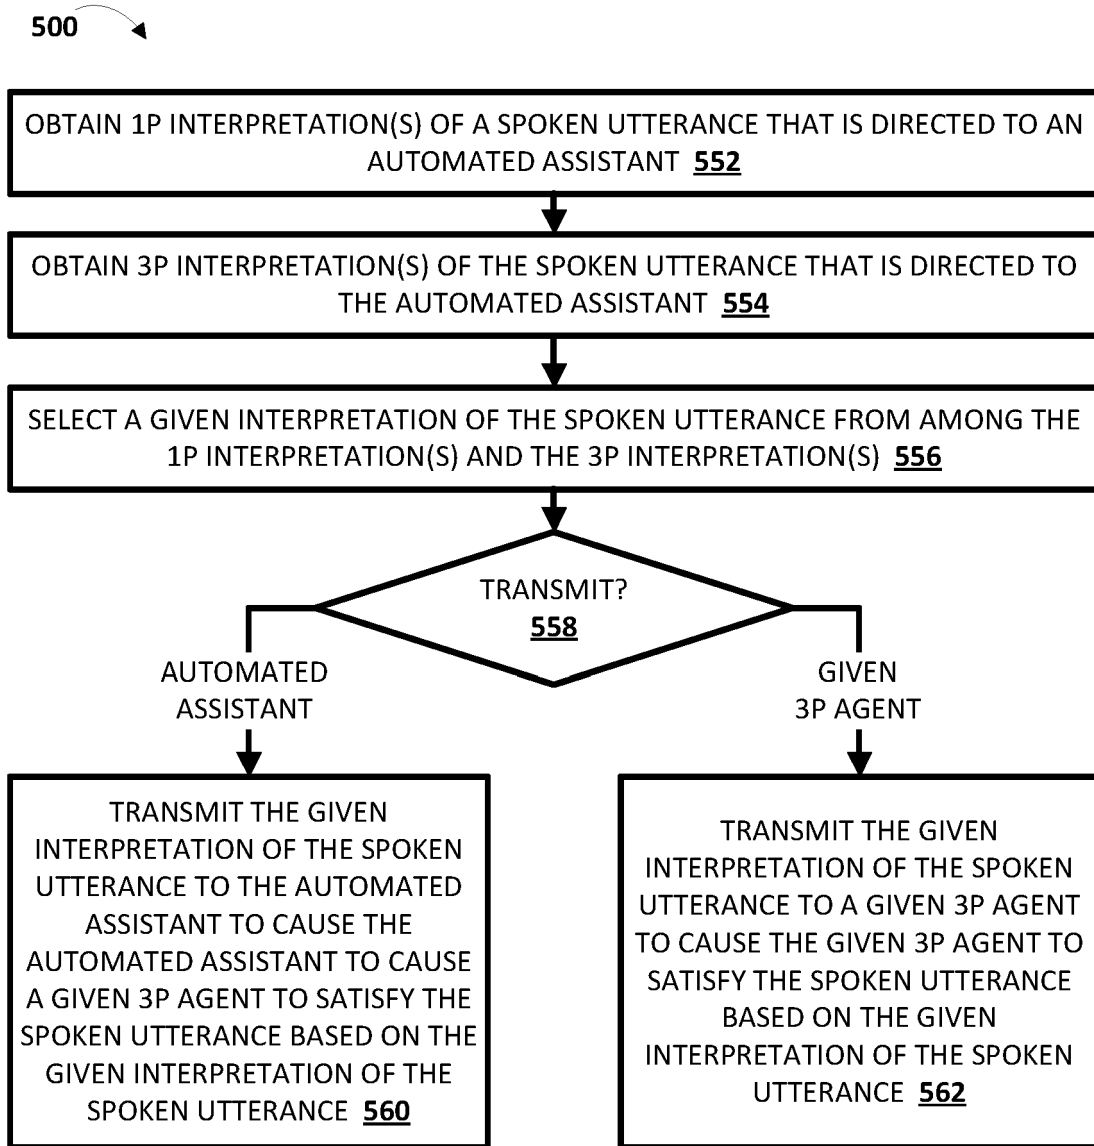 500
OBTAIN 1P INTERPRETATION(S) OF A SPOKEN UTTERANCE THAT IS DIRECTED TO AN
AUTOMATED ASSISTANT 552
OBTAIN 3P INTERPRETATION(S) OF THE SPOKEN UTTERANCE THAT IS DIRECTED TO
THE AUTOMATED ASSISTANT 554
SELECT A GIVEN INTERPRETATION OF THE SPOKEN UTTERANCE FROM AMONG THE
1P INTERPRETATION(S) AND THE 3P INTERPRETATION(S) 556
TRANSMIT?
558
AUTOMATED
ASSISTANT
GIVEN
3P AGENT
TRANSMIT THE GIVEN
INTERPRETATION OF THE SPOKEN
UTTERANCE TO THE AUTOMATED
ASSISTANT TO CAUSE THE
AUTOMATED ASSISTANT TO CAUSE
A GIVEN 3P AGENT TO SATISFY THE
SPOKEN UTTERANCE BASED ON THE
GIVEN INTERPRETATION OF THE
SPOKEN UTTERANCE 560
TRANSMIT THE GIVEN
INTERPRETATION OF THE SPOKEN
UTTERANCE TO A GIVEN 3P AGENT
TO CAUSE THE GIVEN 3P AGENT TO
SATISFY THE SPOKEN UTTERANCE
BASED ON THE GIVEN
INTERPRETATION OF THE SPOKEN
UTTERANCE 562